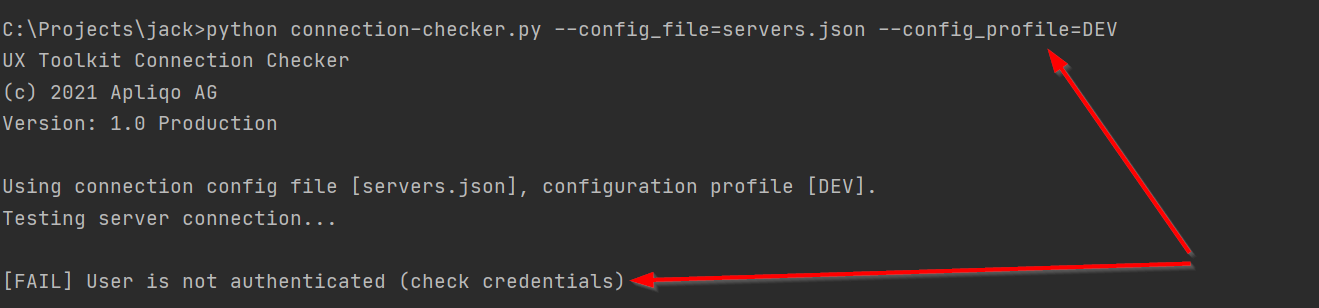 C:\Projects\jack>python connection-checker.py --config_file=servers.json --config_profile=DEV
UX Toolkit Connection Checker
(c) 2021 Apliqo AG
Version: 1.0 Production
Using connection config file [servers.json], configuration profile [DEV].
Testing server connection...
[FAIL] User is not authenticated (check credentials)